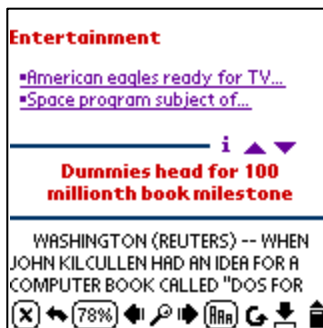 Entertainment
▪American eagles ready for TV...
▪Space program subject of...
i
Dummies head for 100
millionth book milestone
WASHINGTON (REUTERS) -- WHEN
JOHN KILCULLEN HAD AN IDEA FOR A
COMPUTER BOOK CALLED "DOS FOR
X 78% AAA